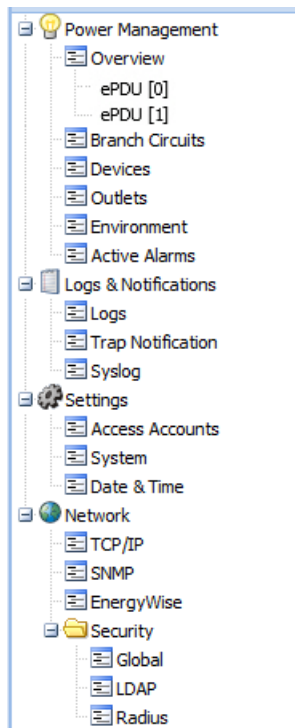 Power Management
Overview
ePDU [0]
ePDU [1]
Branch Circuits
Devices
Outlets
Environment
Active Alarms
Logs & Notifications
Logs
Trap Notification
Syslog
Settings
Access Accounts
System
Date & Time
Network
TCP/IP
SNMP
EnergyWise
Security
Global
LDAP
Radius